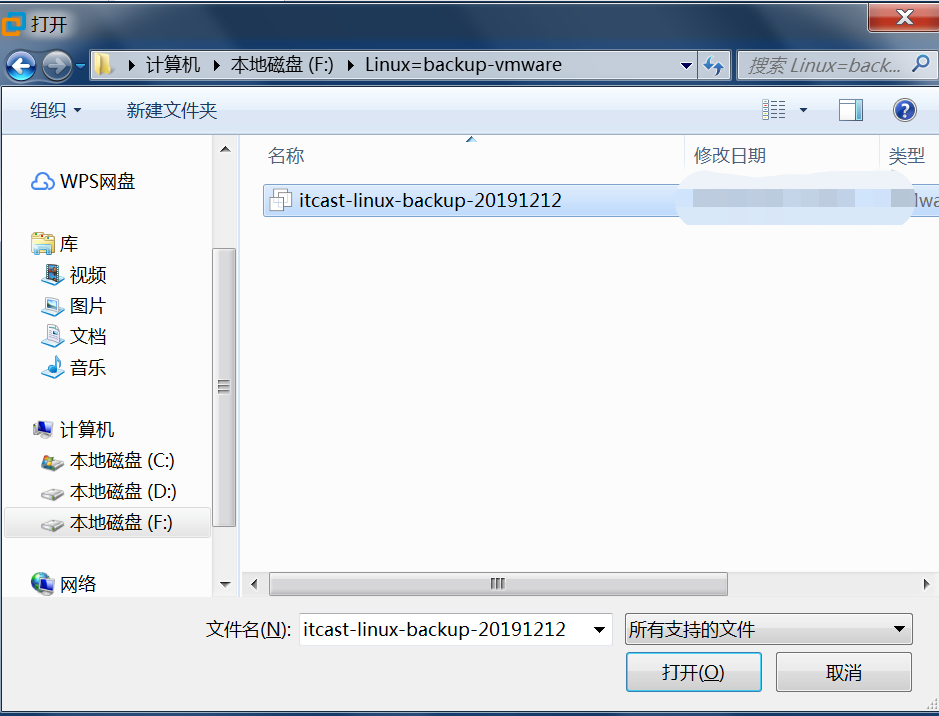 打开
计算机 本地磁盘 (F:) Linux=backup-vmware 搜索 Linux=back...
组织 新建文件夹
名称 修改日期 类型
WPS网盘
itcast-linux-backup-20191212
库
视频
图片
文档
音乐
计算机
本地磁盘 (C:)
本地磁盘 (D:)
本地磁盘 (F:)
网络
文件名(N): itcast-linux-backup-20191212 所有支持的文件
打开(O) 取消